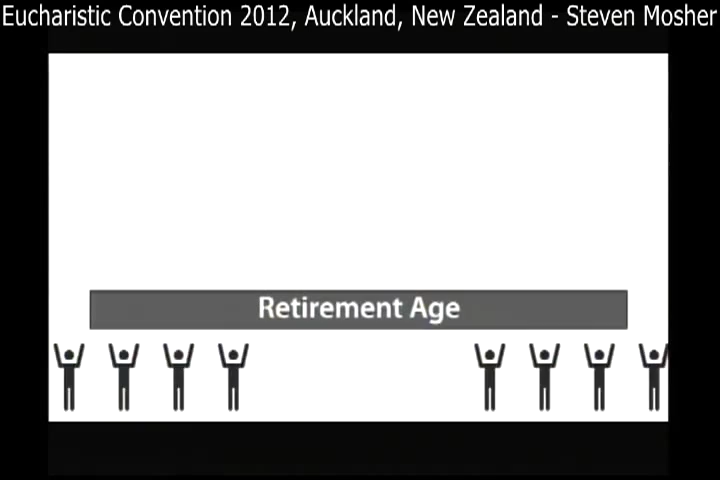 Eucharistic Convention 2012, Auckland, New Zealand - Steven Mosher
Retirement Age